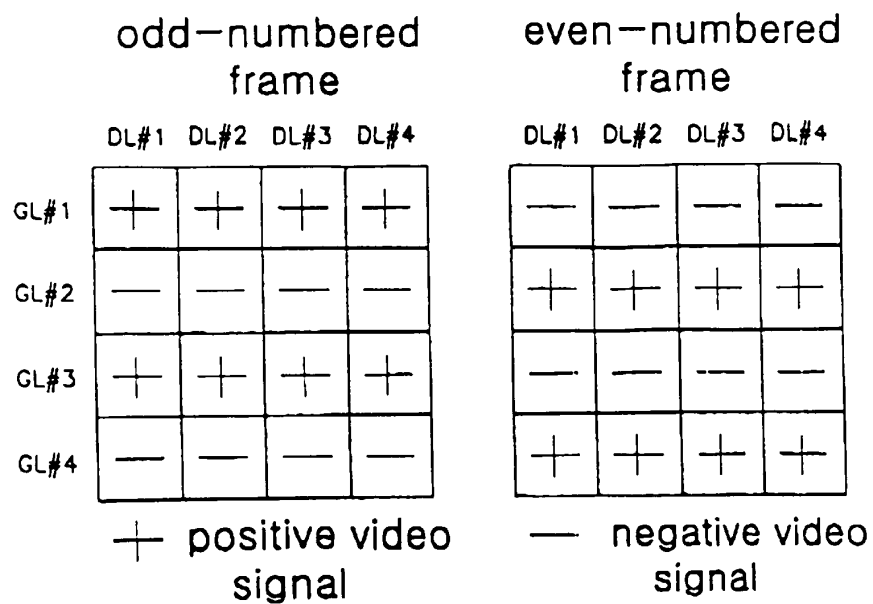 odd-numbered
frame
even-numbered
frame
DL#1 DL#2 DL#3 DL#4
DL#1 DL#2 DL#3 DL#4
GL#1 + + + + — — — —
GL#2 — — — — + + + +
GL#3 + + + + — — — —
GL#4 — — — — + + + +
+ positive video
signal
— negative video
signal